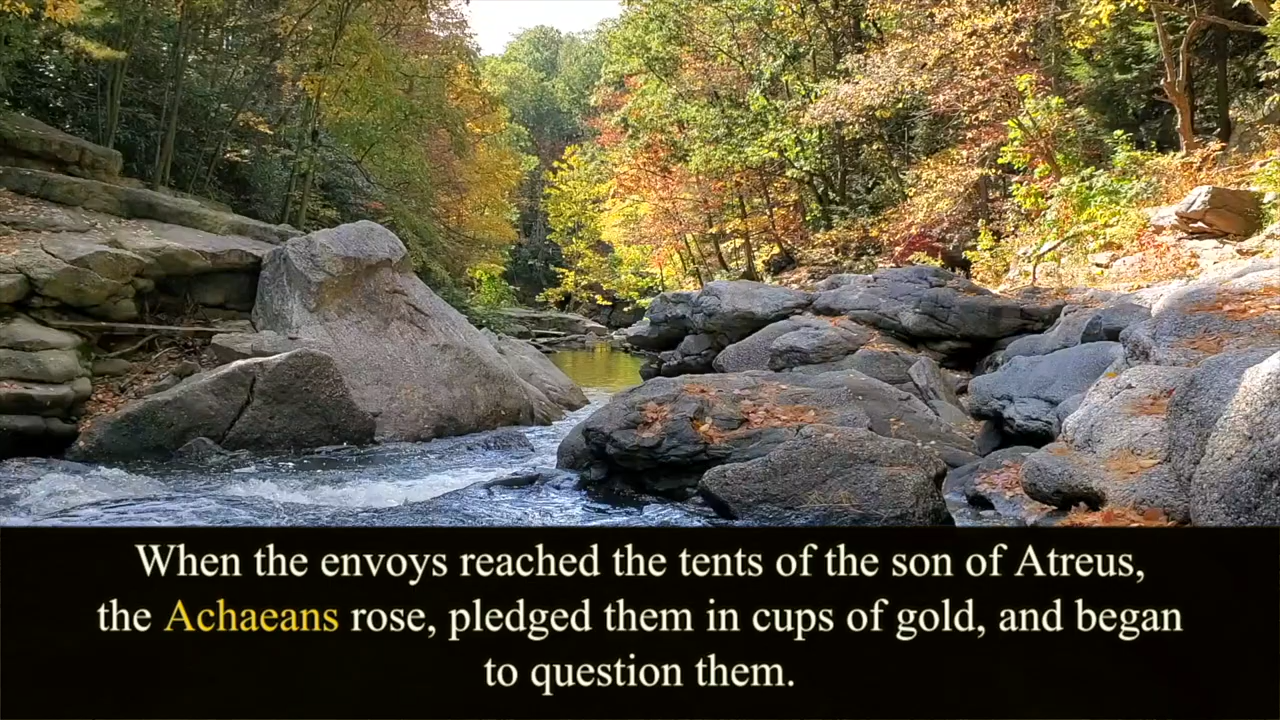 When the envoys reached the tents of the son of Atreus,
the Achaeans rose, pledged them in cups of gold, and began
to question them.